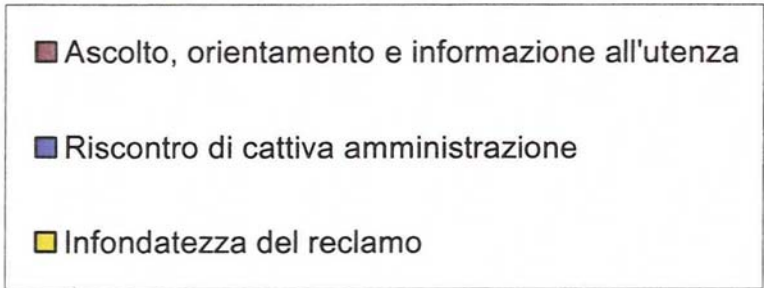 Ascolto, orientamento e informazione all'utenza
Riscontro di cattiva amministrazione
Infondatezza del reclamo